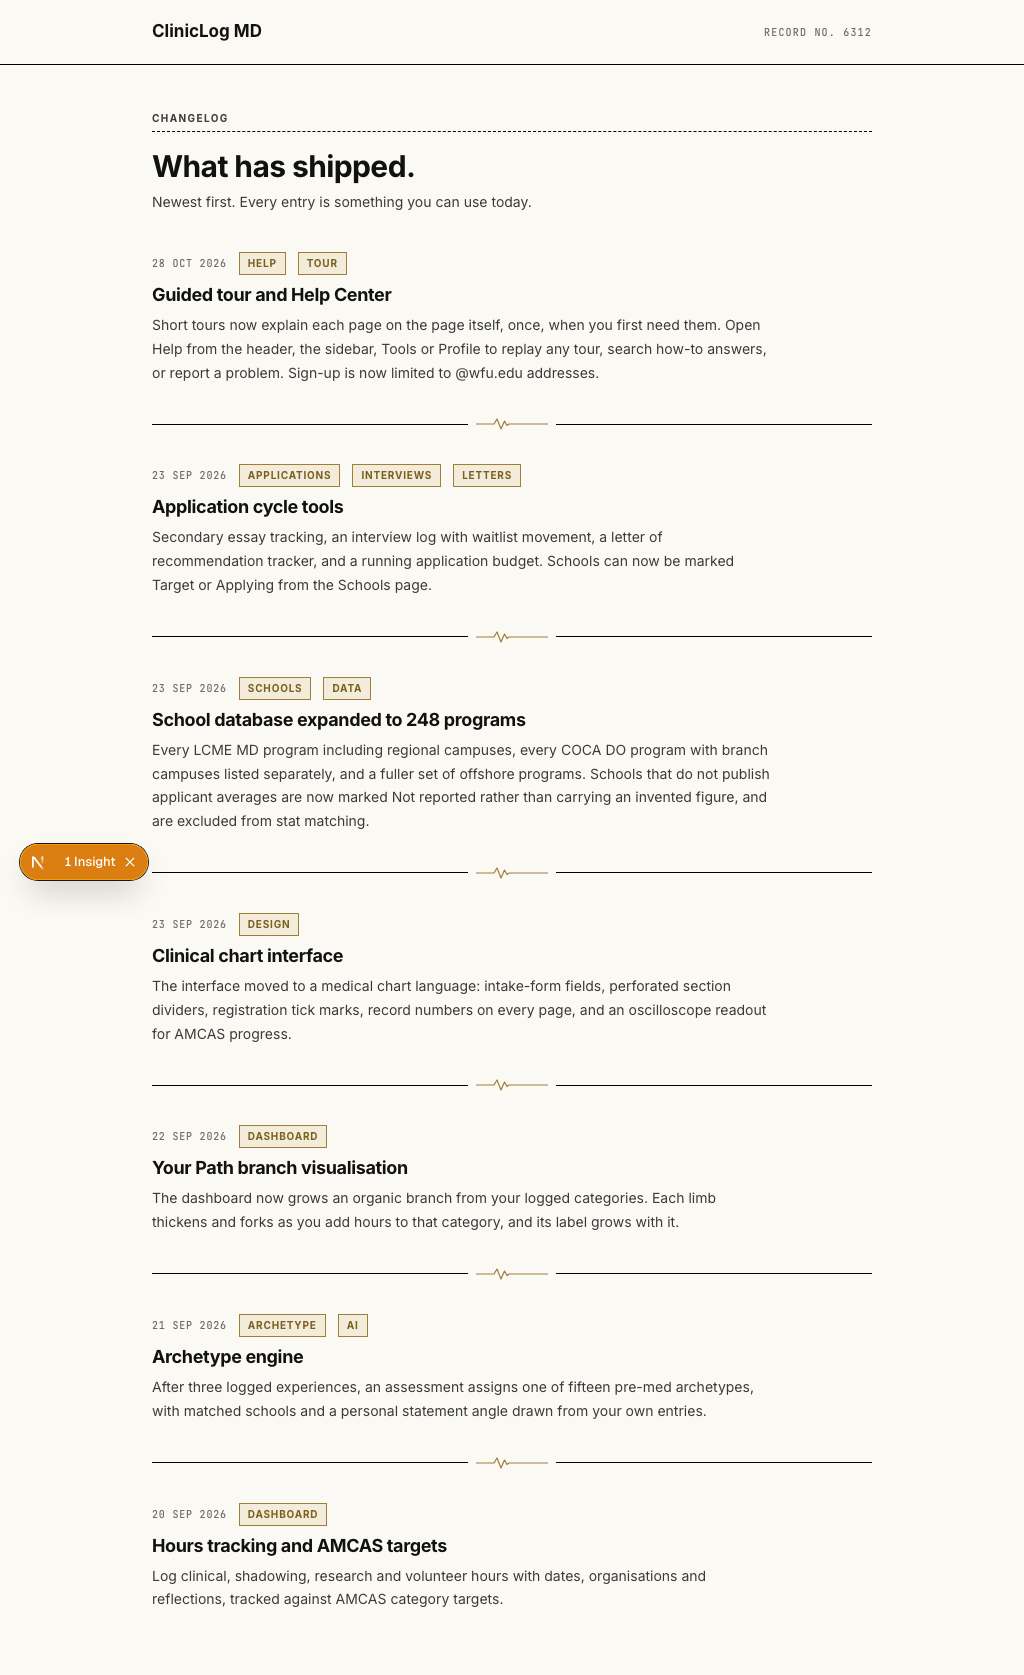 ClinicLog MD
RECORD NO. 6312
CHANGELOG
What has shipped.
Newest first. Every entry is something you can use today.
28 OCT 2026 HELP TOUR
Guided tour and Help Center
Short tours now explain each page on the page itself, once, when you first need them. Open
Help from the header, the sidebar, Tools or Profile to replay any tour, search how-to answers,
or report a problem. Sign-up is now limited to @wfu.edu addresses.
23 SEP 2026 APPLICATIONS INTERVIEWS LETTERS
Application cycle tools
Secondary essay tracking, an interview log with waitlist movement, a letter of
recommendation tracker, and a running application budget. Schools can now be marked
Target or Applying from the Schools page.
23 SEP 2026 SCHOOLS DATA
School database expanded to 248 programs
Every LCME MD program including regional campuses, every COCA DO program with branch
campuses listed separately, and a fuller set of offshore programs. Schools that do not publish
applicant averages are now marked Not reported rather than carrying an invented figure, and
are excluded from stat matching.
1 Insight
23 SEP 2026 DESIGN
Clinical chart interface
The interface moved to a medical chart language: intake-form fields, perforated section
dividers, registration tick marks, record numbers on every page, and an oscilloscope readout
for AMCAS progress.
22 SEP 2026 DASHBOARD
Your Path branch visualisation
The dashboard now grows an organic branch from your logged categories. Each limb
thickens and forks as you add hours to that category, and its label grows with it.
21 SEP 2026 ARCHETYPE AI
Archetype engine
After three logged experiences, an assessment assigns one of fifteen pre-med archetypes,
with matched schools and a personal statement angle drawn from your own entries.
20 SEP 2026 DASHBOARD
Hours tracking and AMCAS targets
Log clinical, shadowing, research and volunteer hours with dates, organisations and
reflections, tracked against AMCAS category targets.